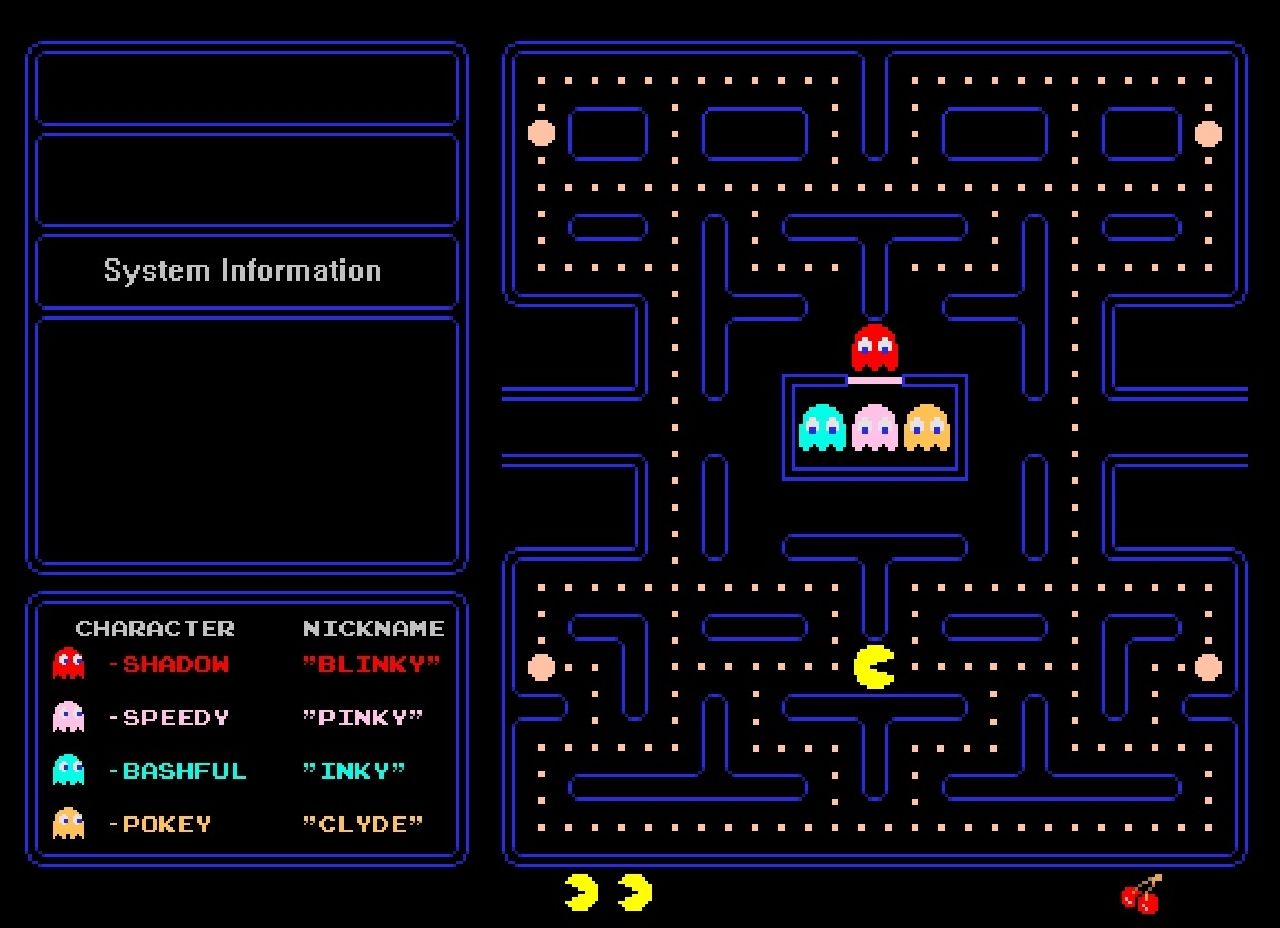 System Information
CHARACTER NICKNAME
-SHADOW "BLINKY"
-SPEEDY "PINKY"
-BASHFUL "INKY"
-POKEY "CLYDE"